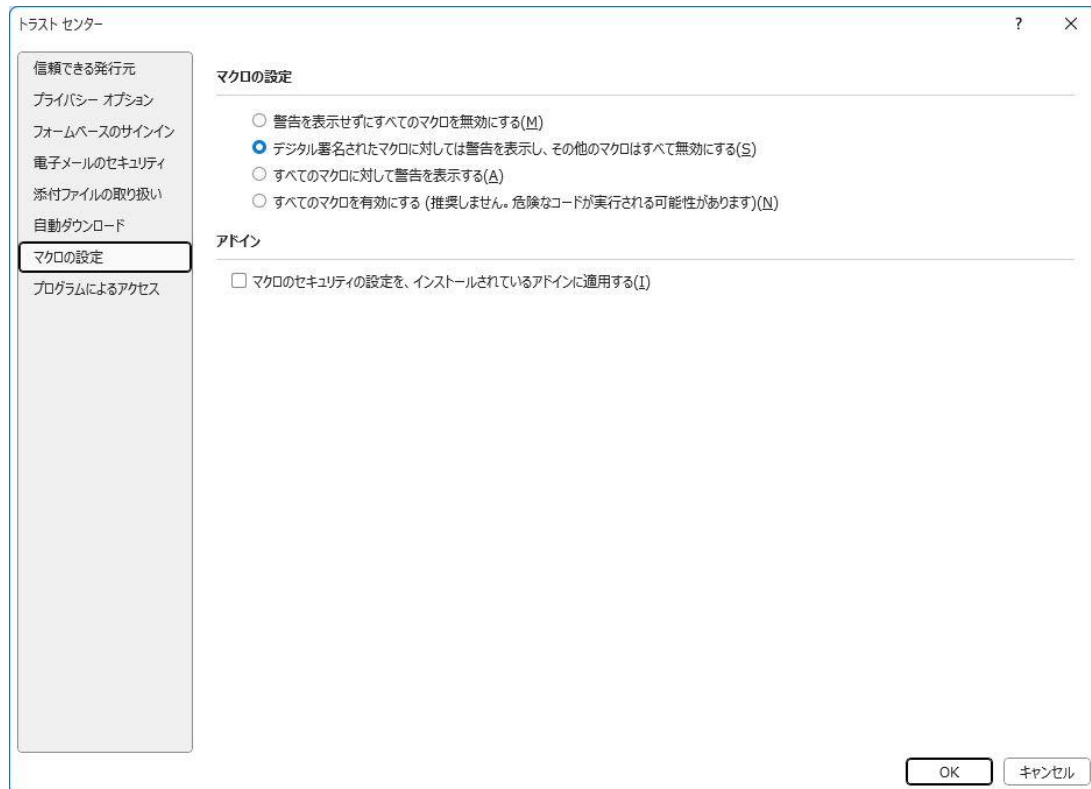 トラスト センター
?
信頼できる発行元
プライバシー オプション
フォームベースのサインイン
電子メールのセキュリティ
添付ファイルの取り扱い
自動ダウンロード
マクロの設定
プログラムによるアクセス
マクロの設定
警告を表示せずにすべてのマクロを無効にする(M)
デジタル署名されたマクロに対しては警告を表示し、その他のマクロはすべて無効にする(S)
すべてのマクロに対して警告を表示する(A)
すべてのマクロを有効にする (推奨しません。危険なコードが実行される可能性があります)(N)
アドイン
マクロのセキュリティの設定を、インストールされているアドインに適用する(I)
OK
キャンセル